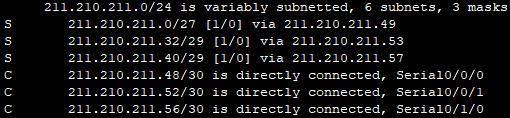 211.210.211.0/24 is variably subnetted, 6 subnets, 3 masks
S 211.210.211.0/27 [1/0] via 211.210.211.49
S 211.210.211.32/29 [1/0] via 211.210.211.53
S 211.210.211.40/29 [1/0] via 211.210.211.57
C 211.210.211.48/30 is directly connected, Serial0/0/0
C 211.210.211.52/30 is directly connected, Serial0/0/1
C 211.210.211.56/30 is directly connected, Serial0/1/0